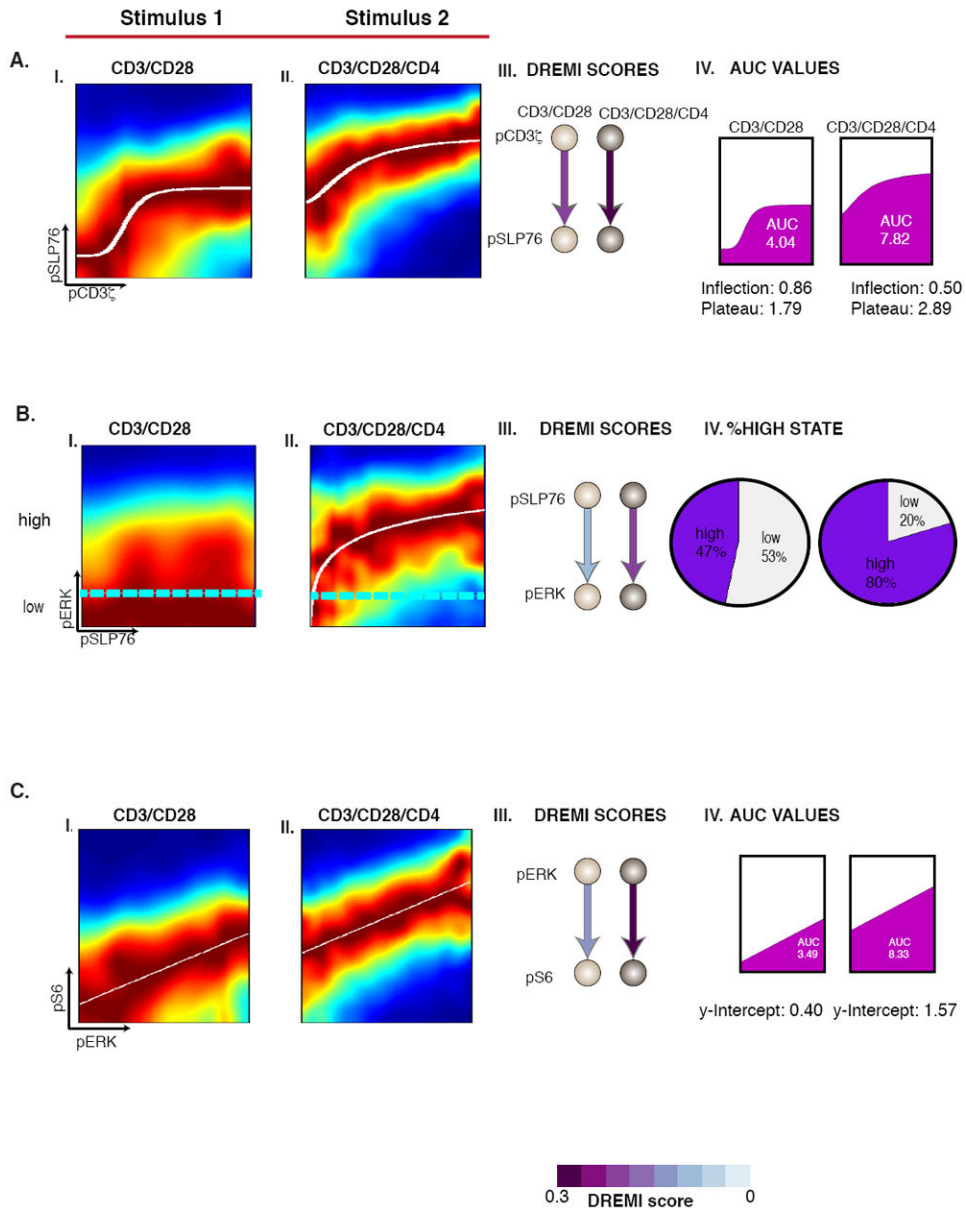 Stimulus 1 Stimulus 2
A.
I. CD3/CD28 II. CD3/CD28/CD4 III. DREMI SCORES IV. AUC VALUES
CD3/CD28 CD3/CD28/CD4
pCD3ζ
pSLP76
CD3/CD28 CD3/CD28/CD4
AUC 4.04
AUC 7.82
Inflection: 0.86 Inflection: 0.50
Plateau: 1.79 Plateau: 2.89
pSLP76
pCD3ζ
B.
I. CD3/CD28 II. CD3/CD28/CD4 III. DREMI SCORES IV. %HIGH STATE
high
low
pERK
pSLP76
pSLP76
pERK
high 47%
low 53%
low 20%
high 80%
C.
I. CD3/CD28 II. CD3/CD28/CD4 III. DREMI SCORES IV. AUC VALUES
pS6
pERK
pERK
pS6
AUC 3.49
AUC 8.33
y-Intercept: 0.40 y-Intercept: 1.57
0.3 DREMI score 0